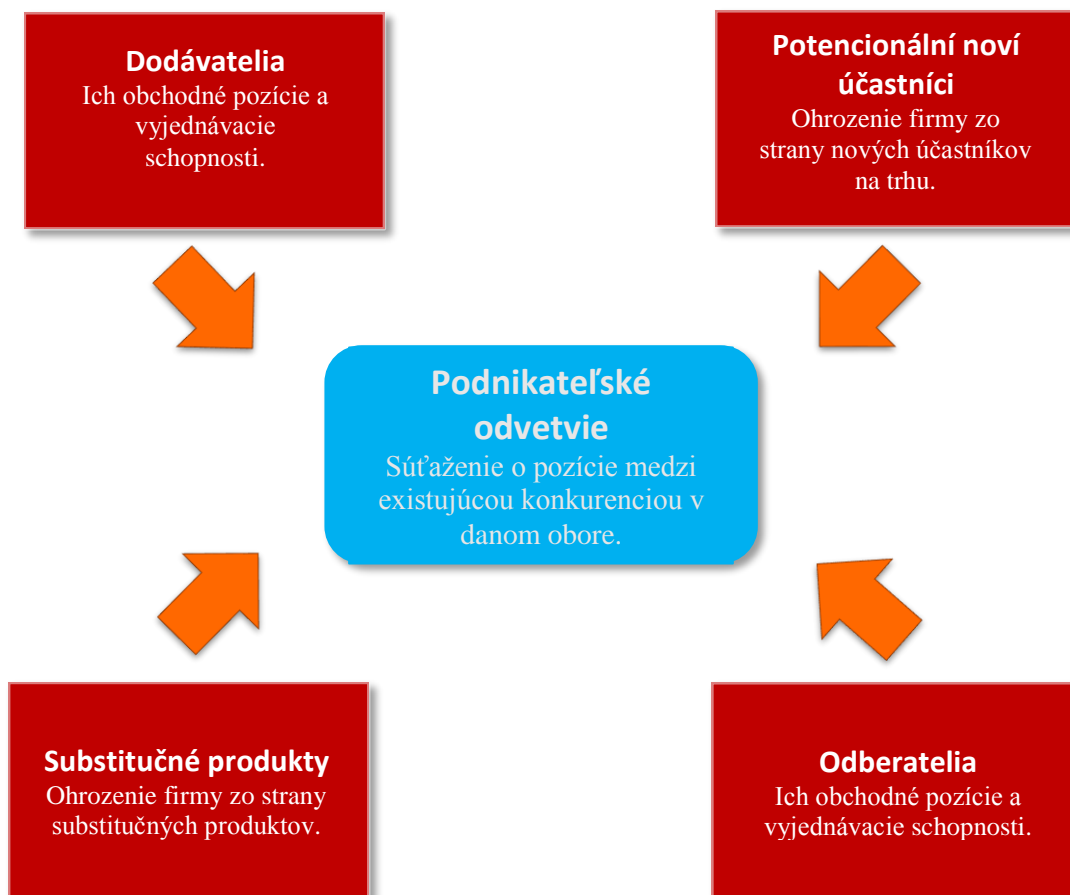 Dodávatelia
Ich obchodné pozície a
vyjednávacie
schopnosti.
Potencionální noví
účastníci
Ohrozenie firmy zo
strany nových účastníkov
na trhu.
Podnikateľské
odvetvie
Súťaženie o pozície medzi
existujúcou konkurenciou v
danom obore.
Substitučné produkty
Ohrozenie firmy zo strany
substitučných produktov.
Odberatelia
Ich obchodné pozície a
vyjednávacie schopnosti.